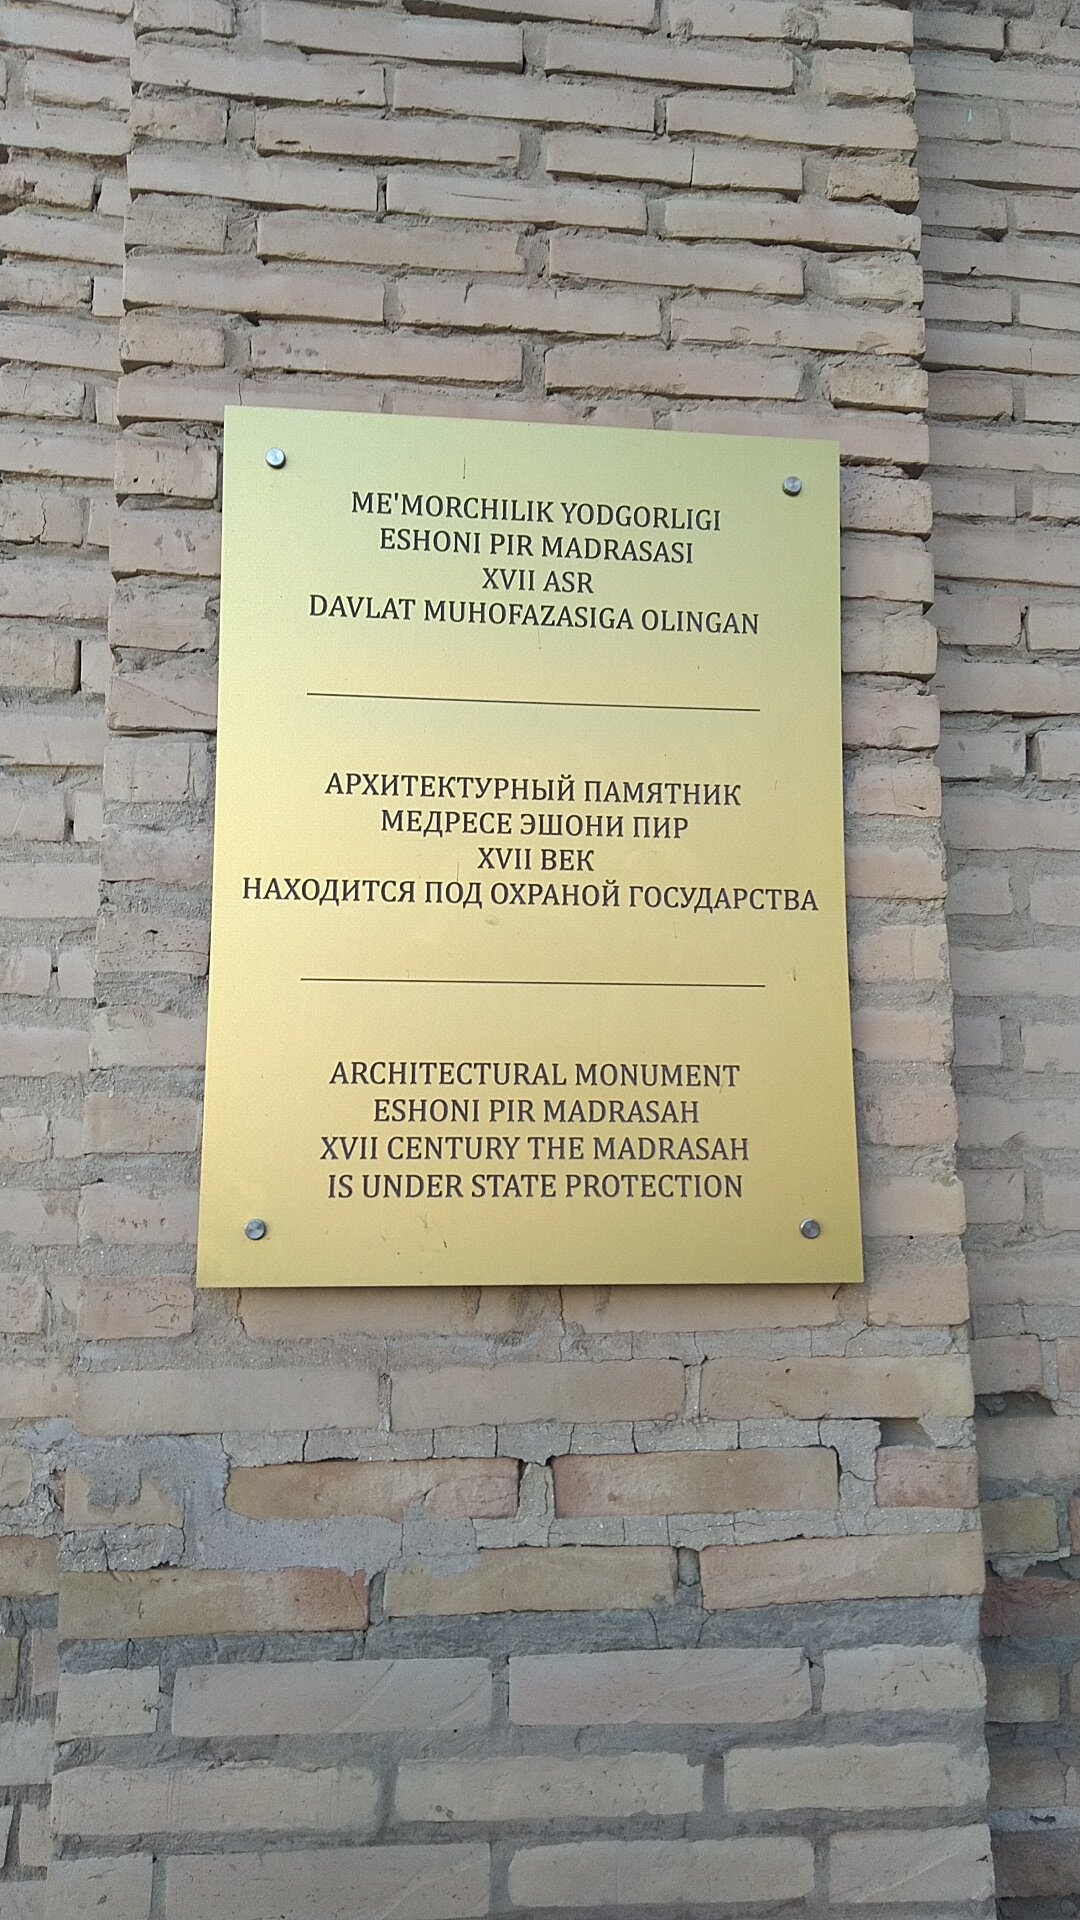 ME'MORCHILIK YODGORLIGI
ESHONI PIR MADRASASI
XVII ASR
DAVLAT MUHOFAZASIGA OLINGAN
АРХИТЕКТУРНЫЙ ПАМЯТНИК
МЕДРЕСЕ ЭШОНИ ПИР
XVII ВЕК
НАХОДИТСЯ ПОД ОХРАНОЙ ГОСУДАРСТВА
ARCHITECTURAL MONUMENT
ESHONI PIR MADRASAH
XVII CENTURY THE MADRASAH
IS UNDER STATE PROTECTION